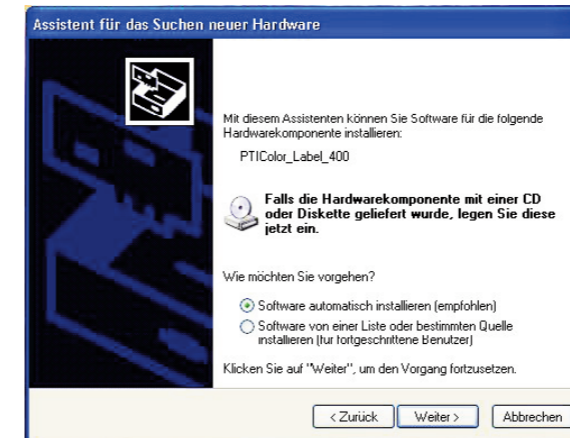 Assistent für das Suchen neuer Hardware
Mit diesem Assistenten können Sie Software für die folgende
Hardwarekomponente installieren:
PTIColor_Label_400
Falls die Hardwarekomponente mit einer CD
oder Diskette geliefert wurde, legen Sie diese
jetzt ein.
Wie möchten Sie vorgehen?
Software automatisch installieren (empfohlen)
Software von einer Liste oder bestimmten Quelle
installieren (für fortgeschrittene Benutzer)
Klicken Sie auf "Weiter", um den Vorgang fortzusetzen.
< Zurück
Weiter >
Abbrechen